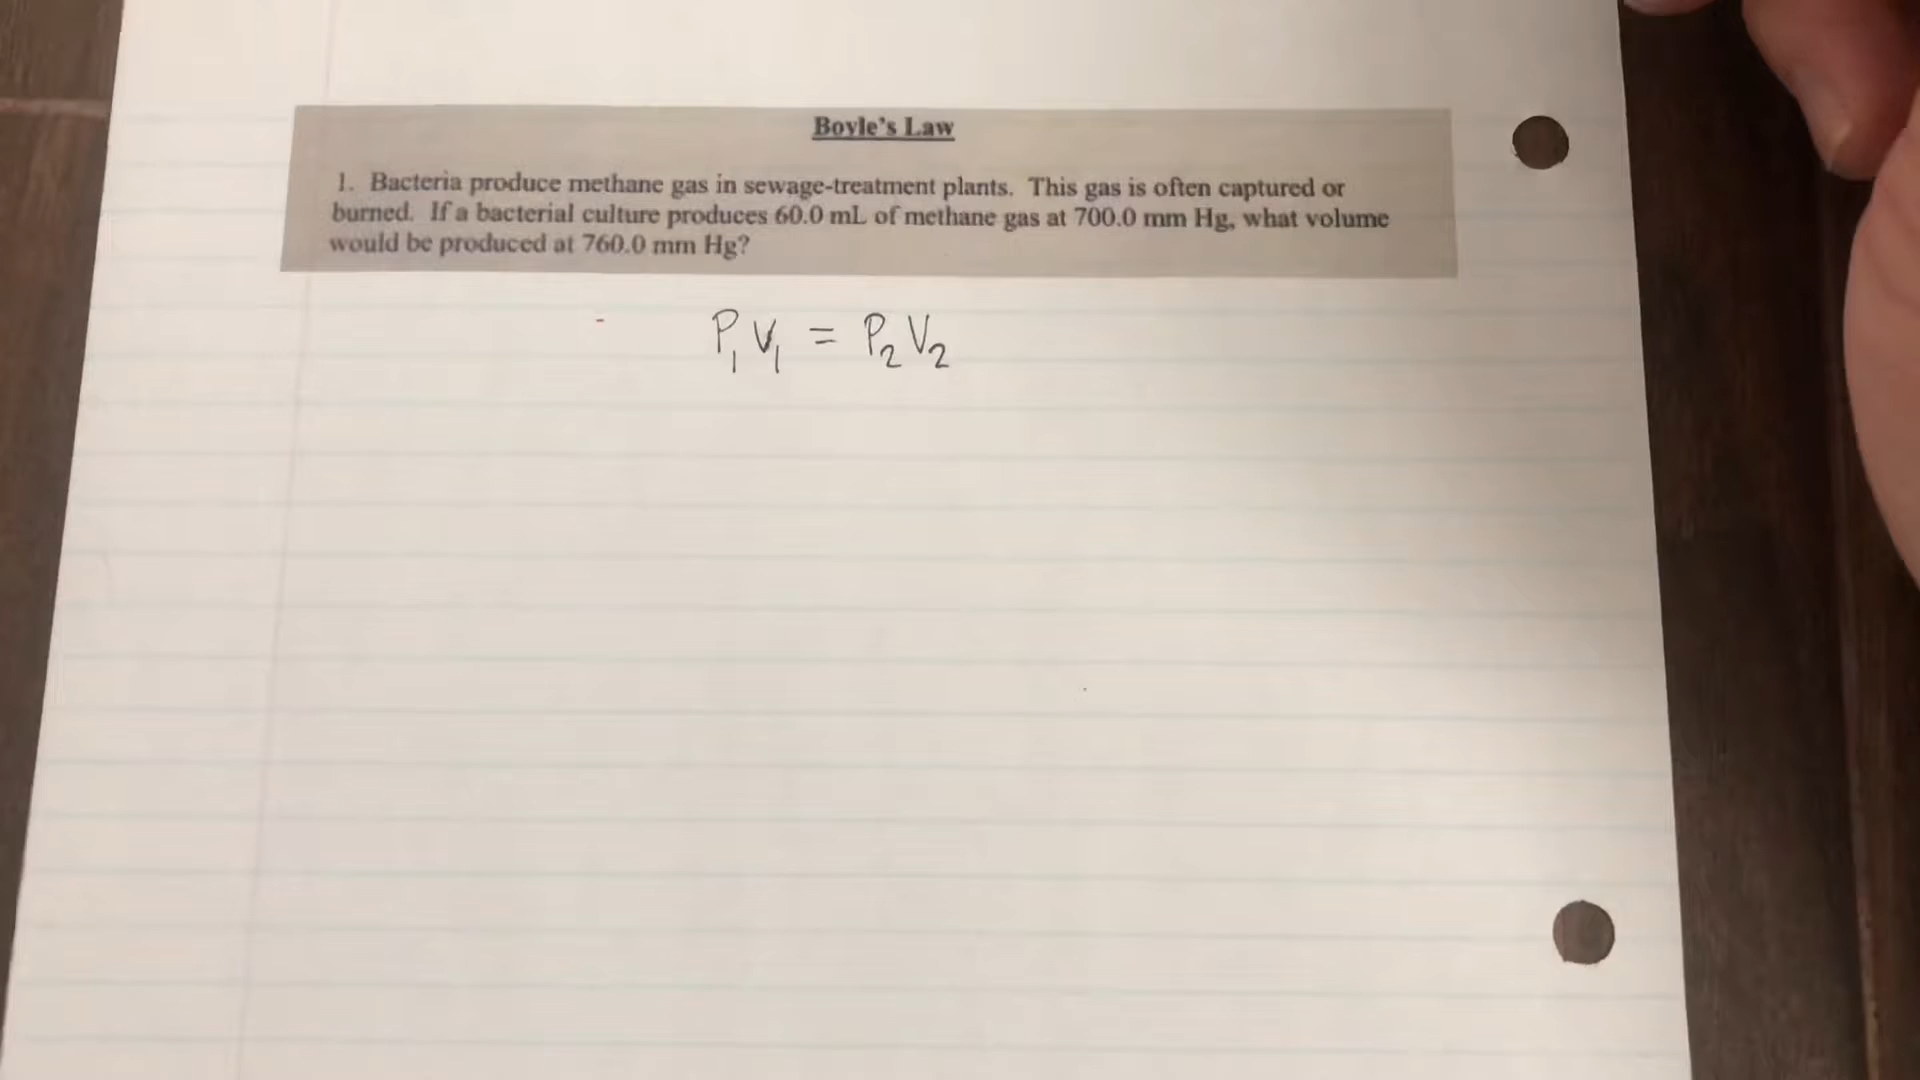 Boyle's Law
1. Bacteria produce methane gas in sewage-treatment plants. This gas is often captured or
burned. If a bacterial culture produces 60.0 mL of methane gas at 700.0 mm Hg, what volume
would be produced at 760.0 mm Hg?
P₁V₁ = P₂V₂